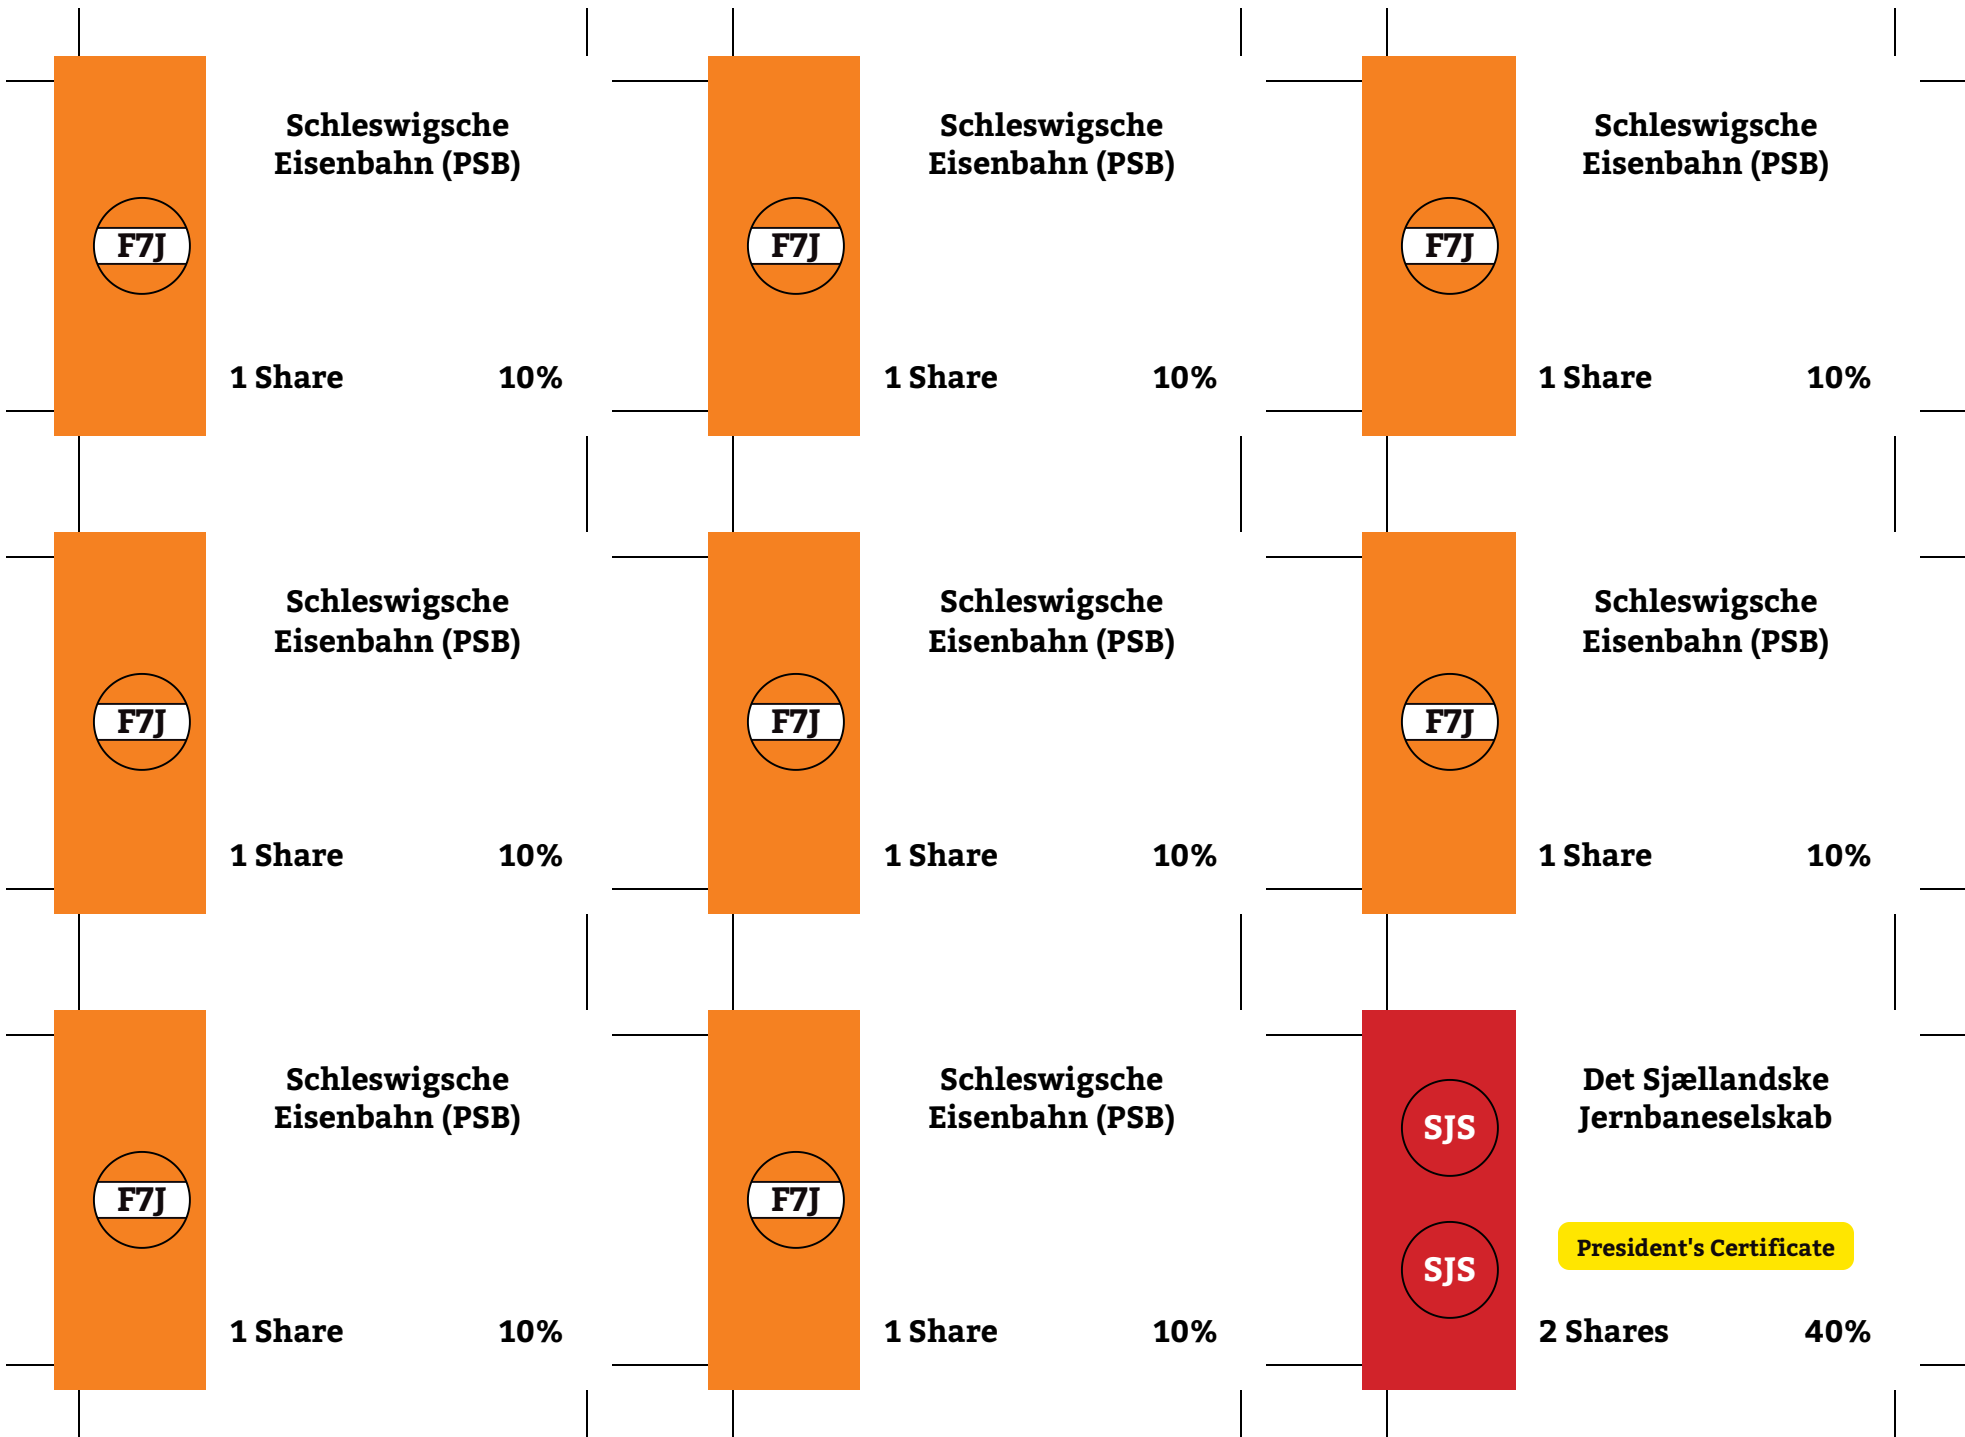 Schleswigsche
Eisenbahn (PSB)
F7J
1 Share 10%
Schleswigsche
Eisenbahn (PSB)
F7J
1 Share 10%
Schleswigsche
Eisenbahn (PSB)
F7J
1 Share 10%
Schleswigsche
Eisenbahn (PSB)
F7J
1 Share 10%
Schleswigsche
Eisenbahn (PSB)
F7J
1 Share 10%
Schleswigsche
Eisenbahn (PSB)
F7J
1 Share 10%
Schleswigsche
Eisenbahn (PSB)
F7J
1 Share 10%
Schleswigsche
Eisenbahn (PSB)
F7J
1 Share 10%
Det Sjællandske
Jernbaneselskab
SJS
SJS
President's Certificate
2 Shares 40%